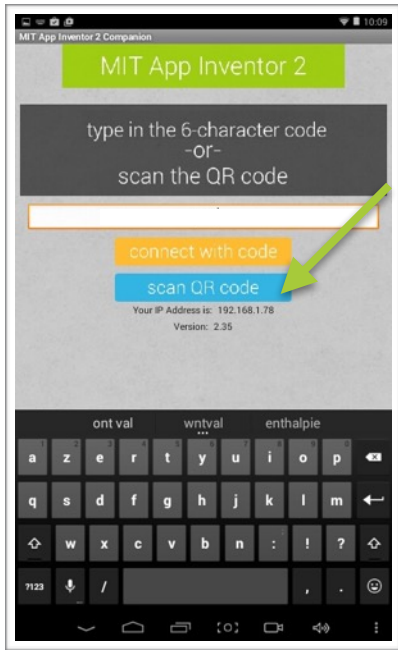 10:09
MIT App Inventor 2 Companion
MIT App Inventor 2
type in the 6-character code
-or-
scan the QR code
connect with code
scan QR code
Your IP Address is: 192.168.1.78
Version: 2.35
ont val wntval enthalpie
a z e r t y u i o p
q s d f g h j k l m
w x c v b n : ! ?
?123 / , .